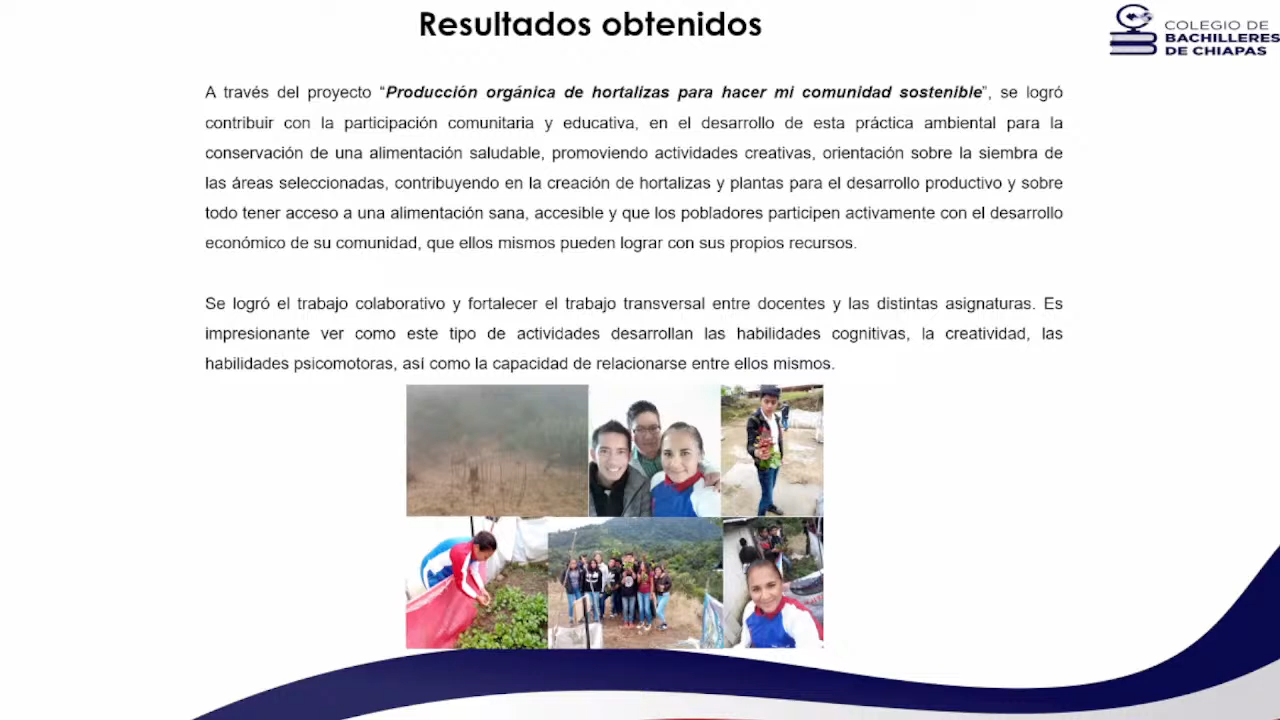 Resultados obtenidos
COLEGIO DE
BACHILLERES
DE CHIAPAS
A través del proyecto “Producción orgánica de hortalizas para hacer mi comunidad sostenible”, se logró
contribuir con la participación comunitaria y educativa, en el desarrollo de esta práctica ambiental para la
conservación de una alimentación saludable, promoviendo actividades creativas, orientación sobre la siembra de
las áreas seleccionadas, contribuyendo en la creación de hortalizas y plantas para el desarrollo productivo y sobre
todo tener acceso a una alimentación sana, accesible y que los pobladores participen activamente con el desarrollo
económico de su comunidad, que ellos mismos pueden lograr con sus propios recursos.
Se logró el trabajo colaborativo y fortalecer el trabajo transversal entre docentes y las distintas asignaturas. Es
impresionante ver como este tipo de actividades desarrollan las habilidades cognitivas, la creatividad, las
habilidades psicomotoras, así como la capacidad de relacionarse entre ellos mismos.